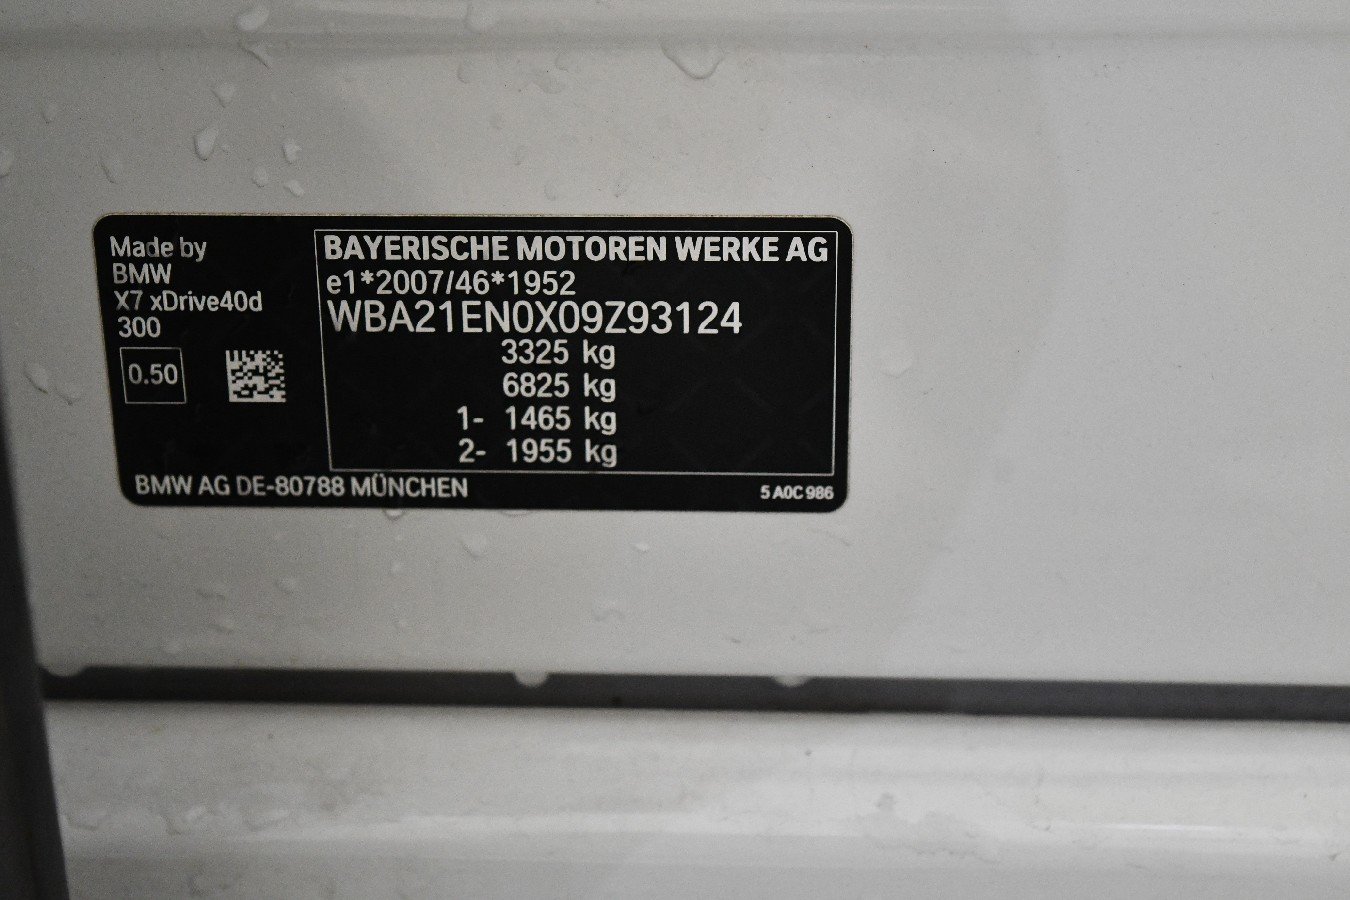 Made by
BMW
X7 xDrive40d
300
0.50
BAYERISCHE MOTOREN WERKE AG
e1*2007/46*1952
WBA21EN0X09Z93124
3325 kg
6825 kg
1- 1465 kg
2- 1955 kg
BMW AG DE-80788 MÜNCHEN
5 A0C 986